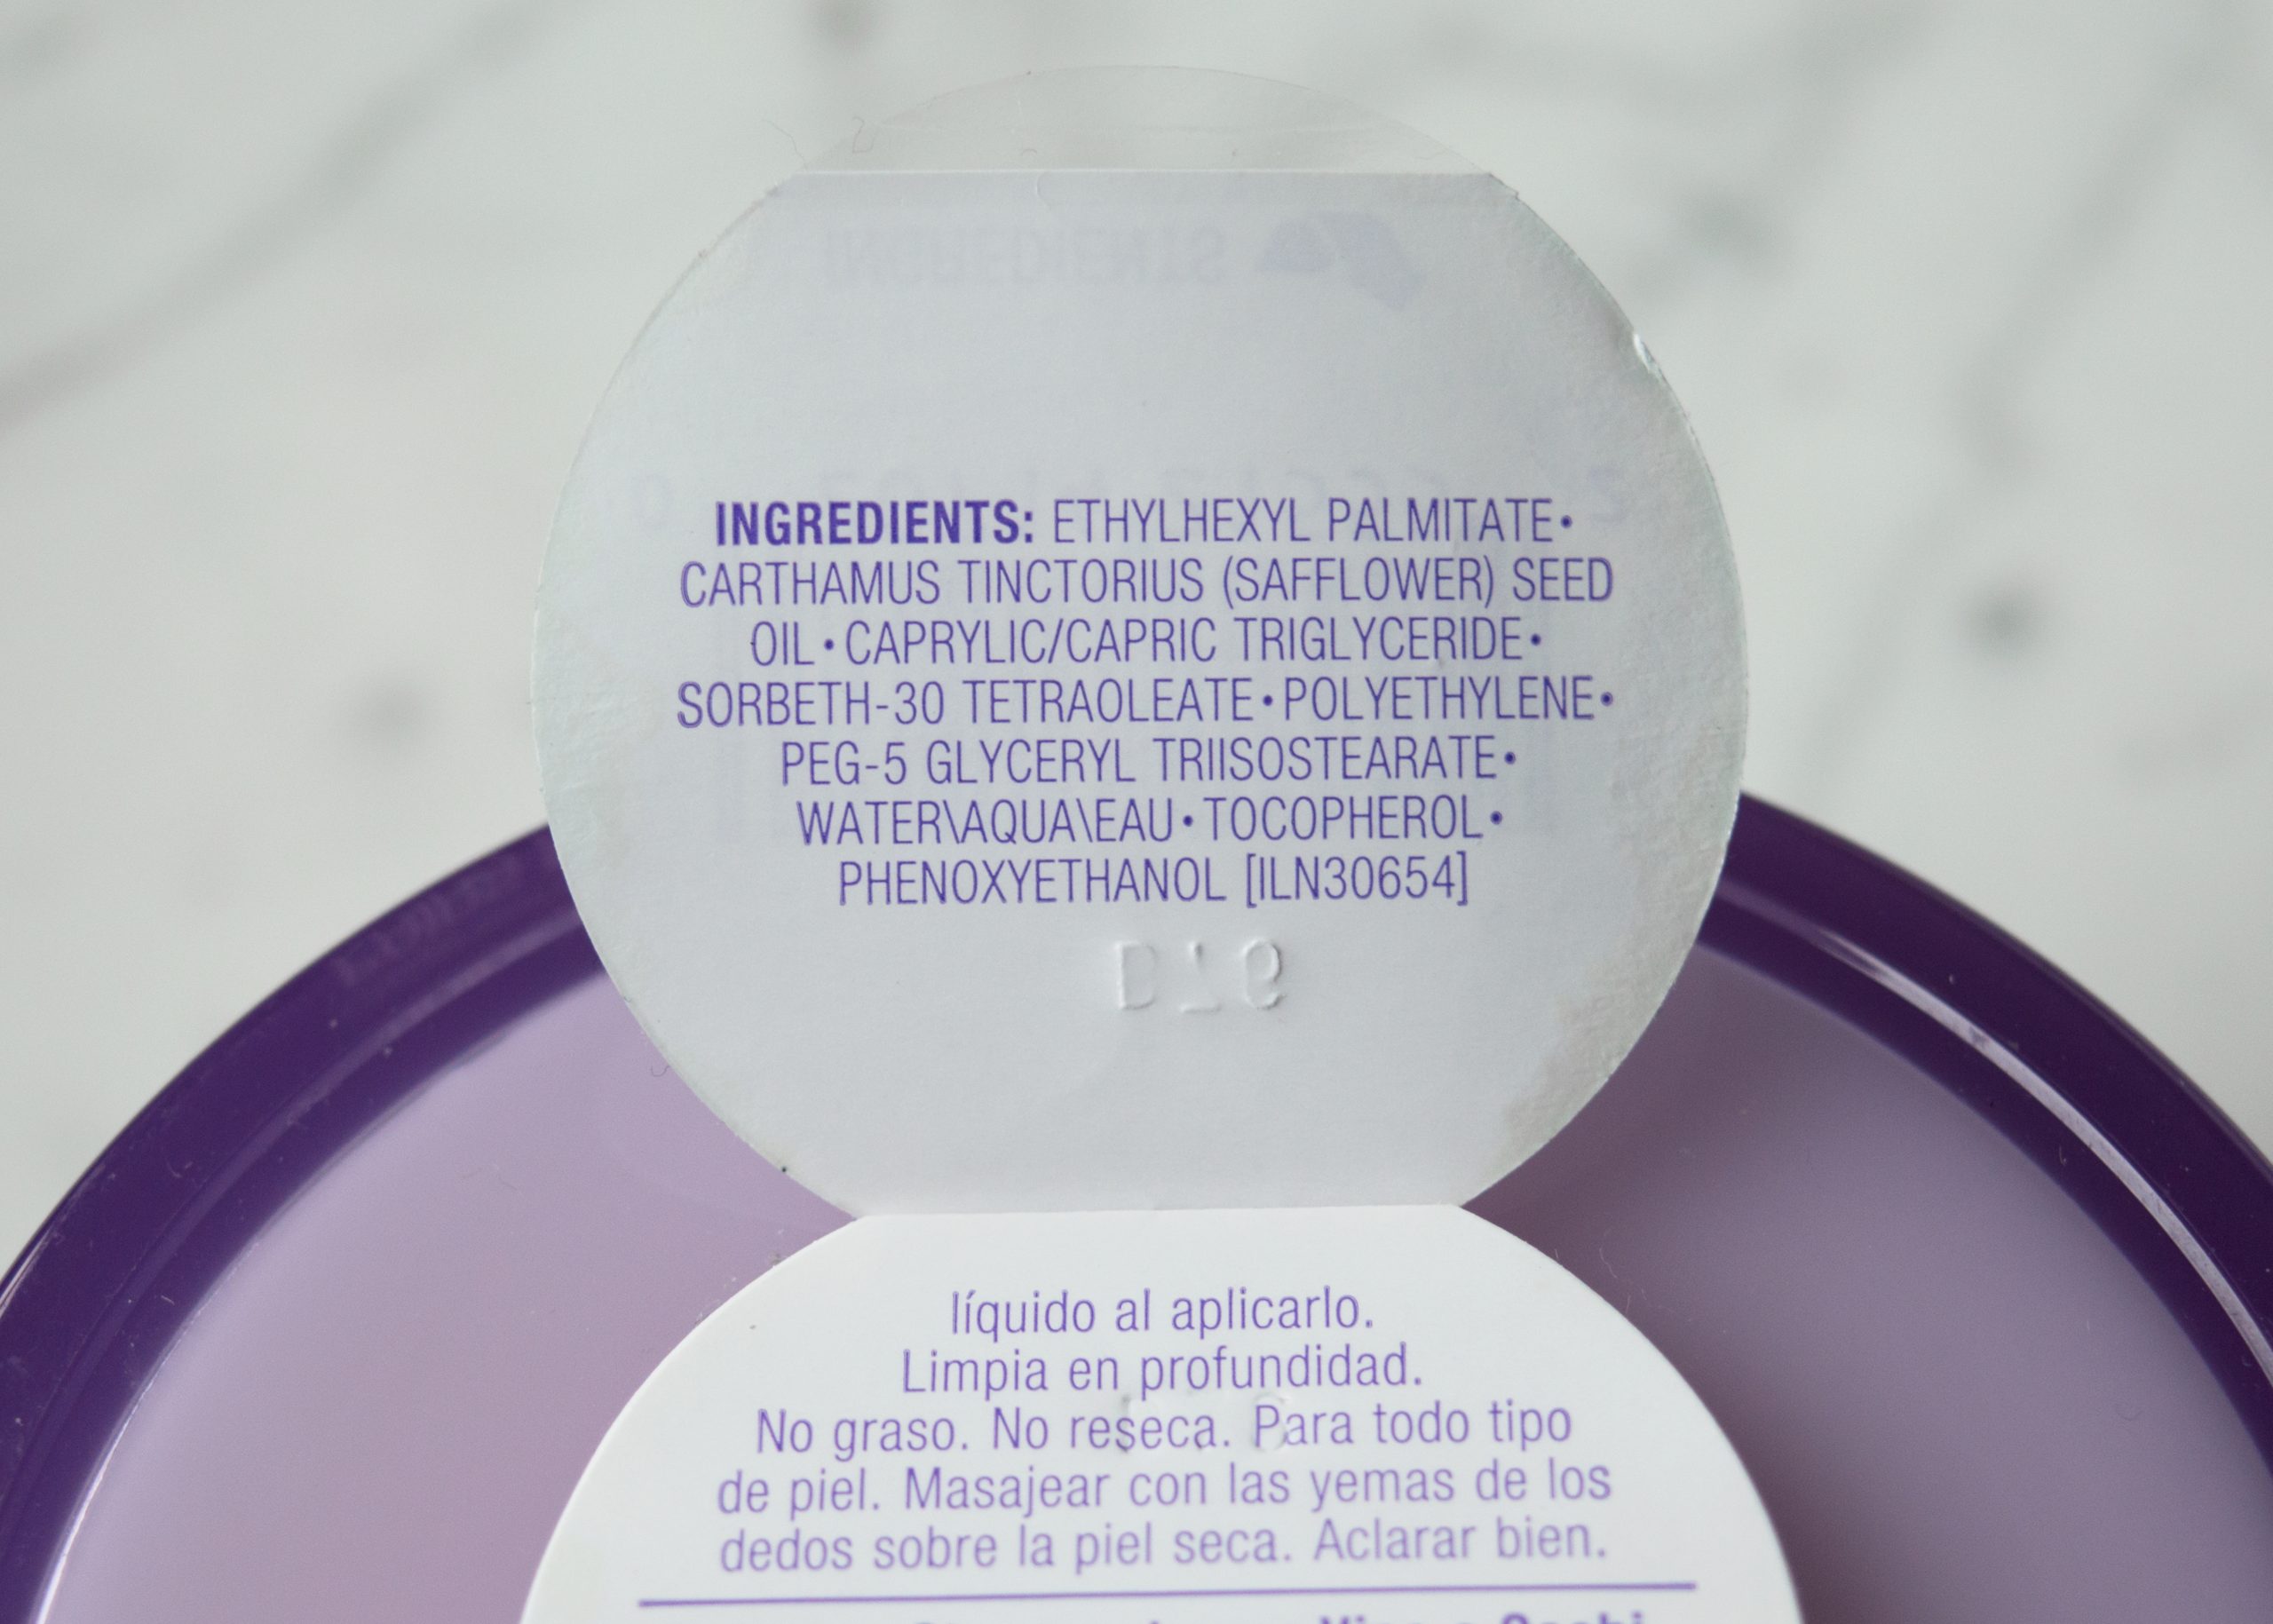 INGREDIENTS
INGREDIENTS: ETHYLHEXYL PALMITATE•
CARTHAMUS TINCTORIUS (SAFFLOWER) SEED
OIL•CAPRYLIC/CAPRIC TRIGLYCERIDE•
SORBETH-30 TETRAOLEATE•POLYETHYLENE•
PEG-5 GLYCERYL TRIISOSTEARATE•
WATER\AQUA\EAU•TOCOPHEROL•
PHENOXYETHANOL [ILN30654]
líquido al aplicarlo.
Limpia en profundidad.
No graso. No reseca. Para todo tipo
de piel. Masajear con las yemas de los
dedos sobre la piel seca. Aclarar bien.